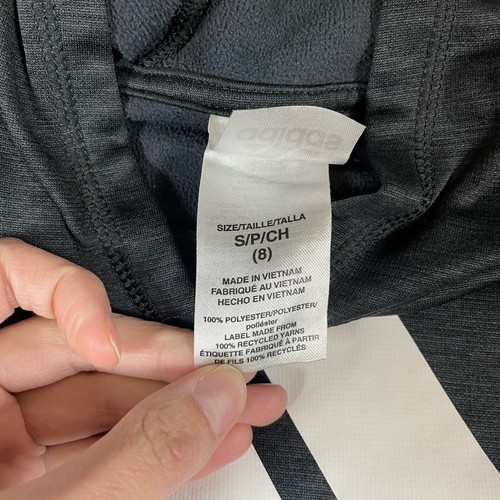 adidas
SIZE/TAILLE/TALLA
S/P/CH
(8)
MADE IN VIETNAM
FABRIQUÉ AU VIETNAM
HECHO EN VIETNAM
100% POLYESTER/POLYESTER/
poliéster
LABEL MADE FROM
100% RECYCLED YARNS
ÉTIQUETTE FABRIQUÉ À PARTIR
DE FILS 100% RECYCLÉS